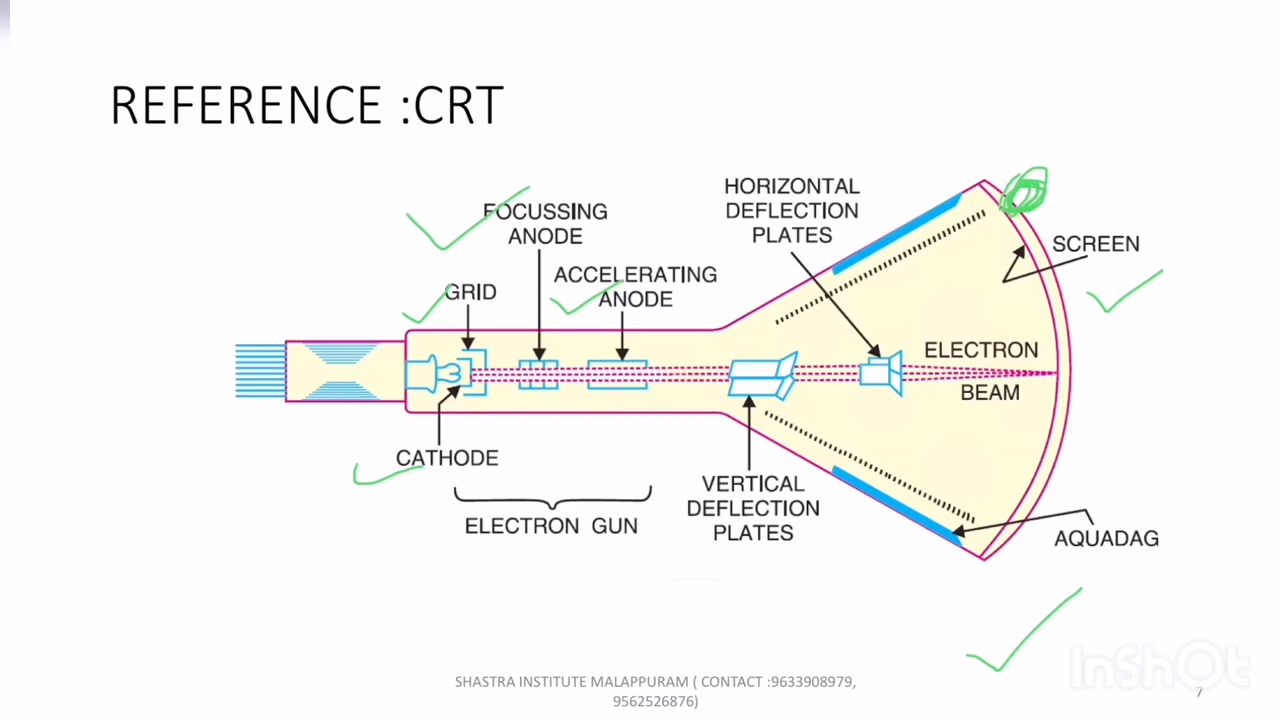 REFERENCE :CRT
HORIZONTAL
DEFLECTION
PLATES
FOCUSSING
ANODE
SCREEN
ACCELERATING
ANODE
GRID
ELECTRON
BEAM
CATHODE
VERTICAL
DEFLECTION
PLATES
ELECTRON GUN
AQUADAG
SHASTRA INSTITUTE MALAPPURAM ( CONTACT :9633908979,
9562526876)
7
InShOt